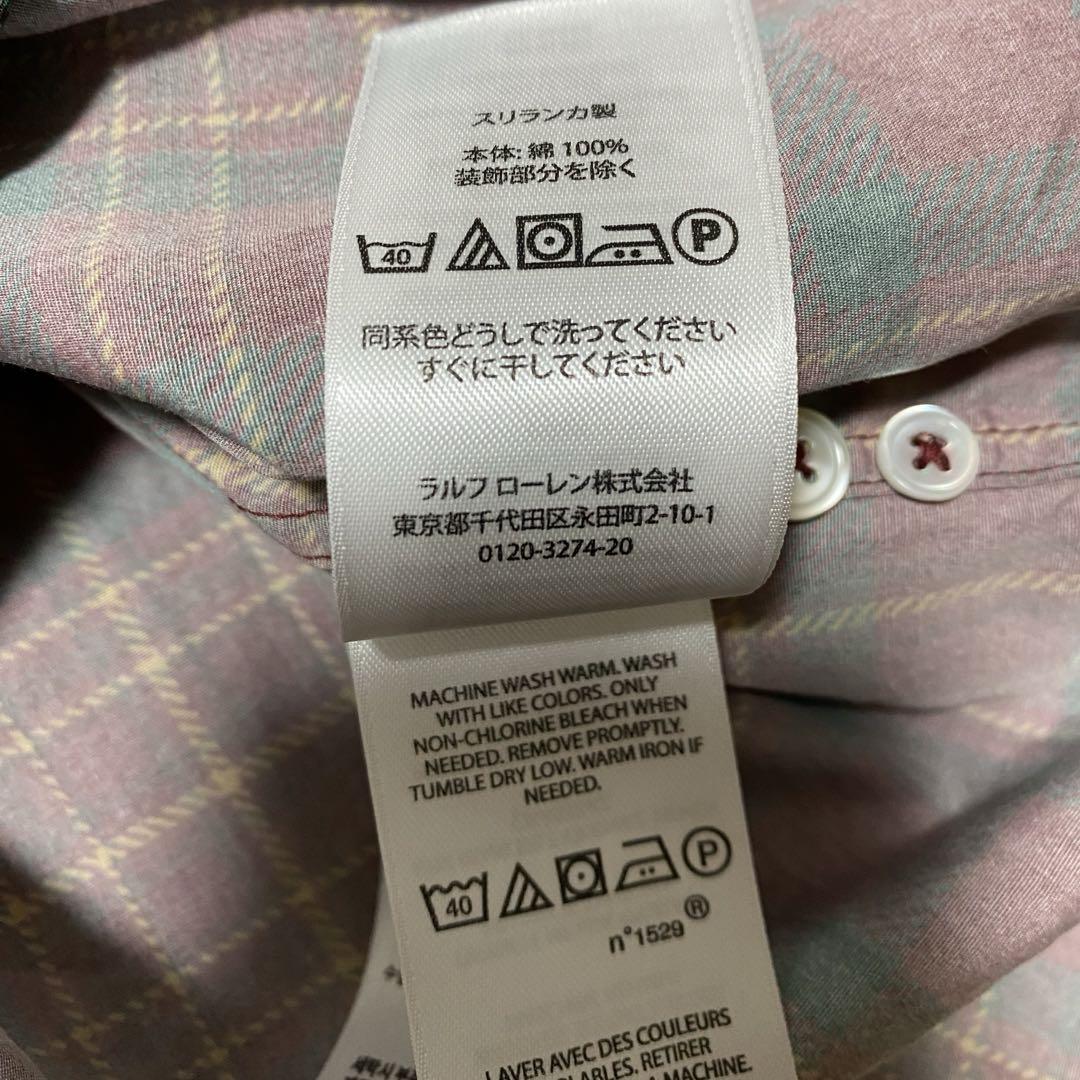 スリランカ製
本体: 綿 100%
装飾部分を除く
40 P
同系色どうしで洗ってください
すぐに干してください
ラルフ ローレン株式会社
東京都千代田区永田町2-10-1
0120-3274-20
MACHINE WASH WARM. WASH
WITH LIKE COLORS. ONLY
NON-CHLORINE BLEACH WHEN
NEEDED. REMOVE PROMPTLY.
TUMBLE DRY LOW. WARM IRON IF
NEEDED.
40 P
n°1529®
LAVER AVEC DES COULEURS
RETIRER
MACHINE.